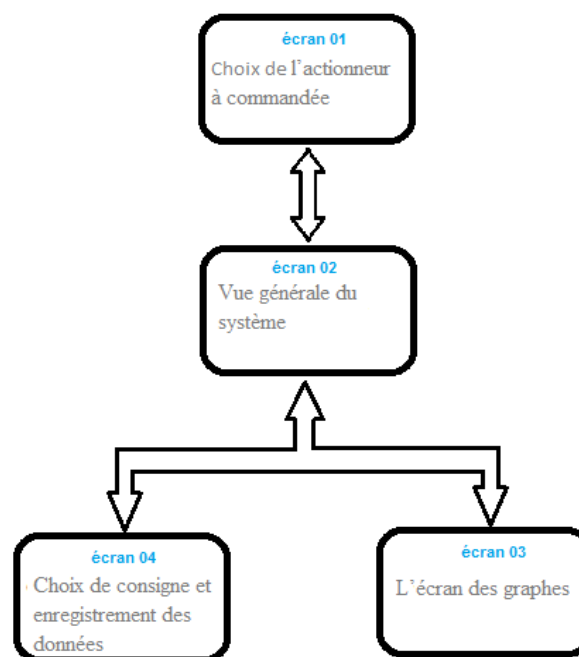 écran 01
Choix de l’actionneur
à commandée
écran 02
Vue générale du
système
écran 04
Choix de consigne et
enregistrement des
données
écran 03
L’écran des graphes